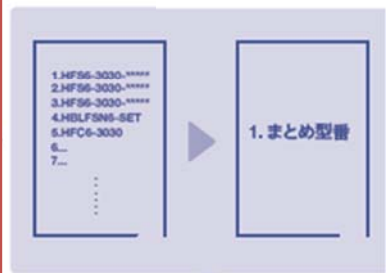 1.HFS6-3030-*****
2.HFS6-3030-*****
3.HFS6-3030-*****
4.HBLFSN6-SET
5.HFC6-3030
6...
7...
1. まとめ型番